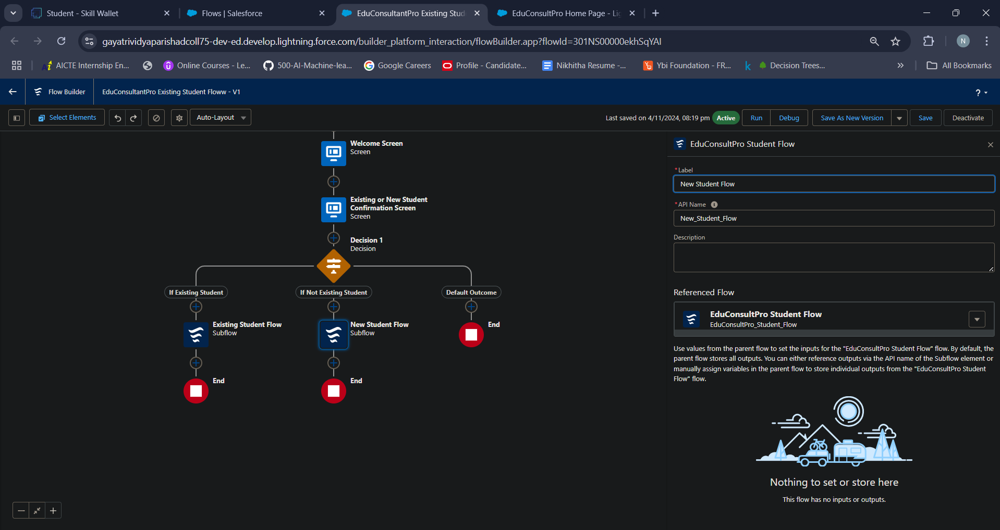 Student - Skill Wallet
Flows | Salesforce
EduConsultantPro Existing Stud
EduConsultPro Home Page - Lig
gayatrividyaparishadcoll75-dev-ed.develop.lightning.force.com/builder_platform_interaction/flowBuilder.app?flowId=301NS00000ekhSqYAI
N
AICTE Internship En...
Online Courses - Le...
500-AI-Machine-lea...
Google Careers
Profile - Candidate...
Nikhitha Resume -...
Ybi Foundation - FR...
k
Decision Trees...
All Bookmarks
Flow Builder
EduConsultantPro Existing Student Floww - V1
?
Select Elements
Auto-Layout
Last saved on 4/11/2024, 08:19 pm
Active
Run
Debug
Save As New Version
Save
Deactivate
Welcome Screen
Screen
Existing or New Student
Confirmation Screen
Screen
Decision 1
Decision
If Existing Student
If Not Existing Student
Default Outcome
Existing Student Flow
Subflow
New Student Flow
Subflow
End
End
End
EduConsultPro Student Flow
* Label
New Student Flow
* API Name
New_Student_Flow
Description
Referenced Flow
EduConsultPro Student Flow
EduConsultPro_Student_Flow
Use values from the parent flow to set the inputs for the "EduConsultPro Student Flow" flow. By default, the
parent flow stores all outputs. You can either reference outputs via the API name of the Subflow element or
manually assign variables in the parent flow to store individual outputs from the "EduConsultPro Student
Flow" flow.
Nothing to set or store here
This flow has no inputs or outputs.